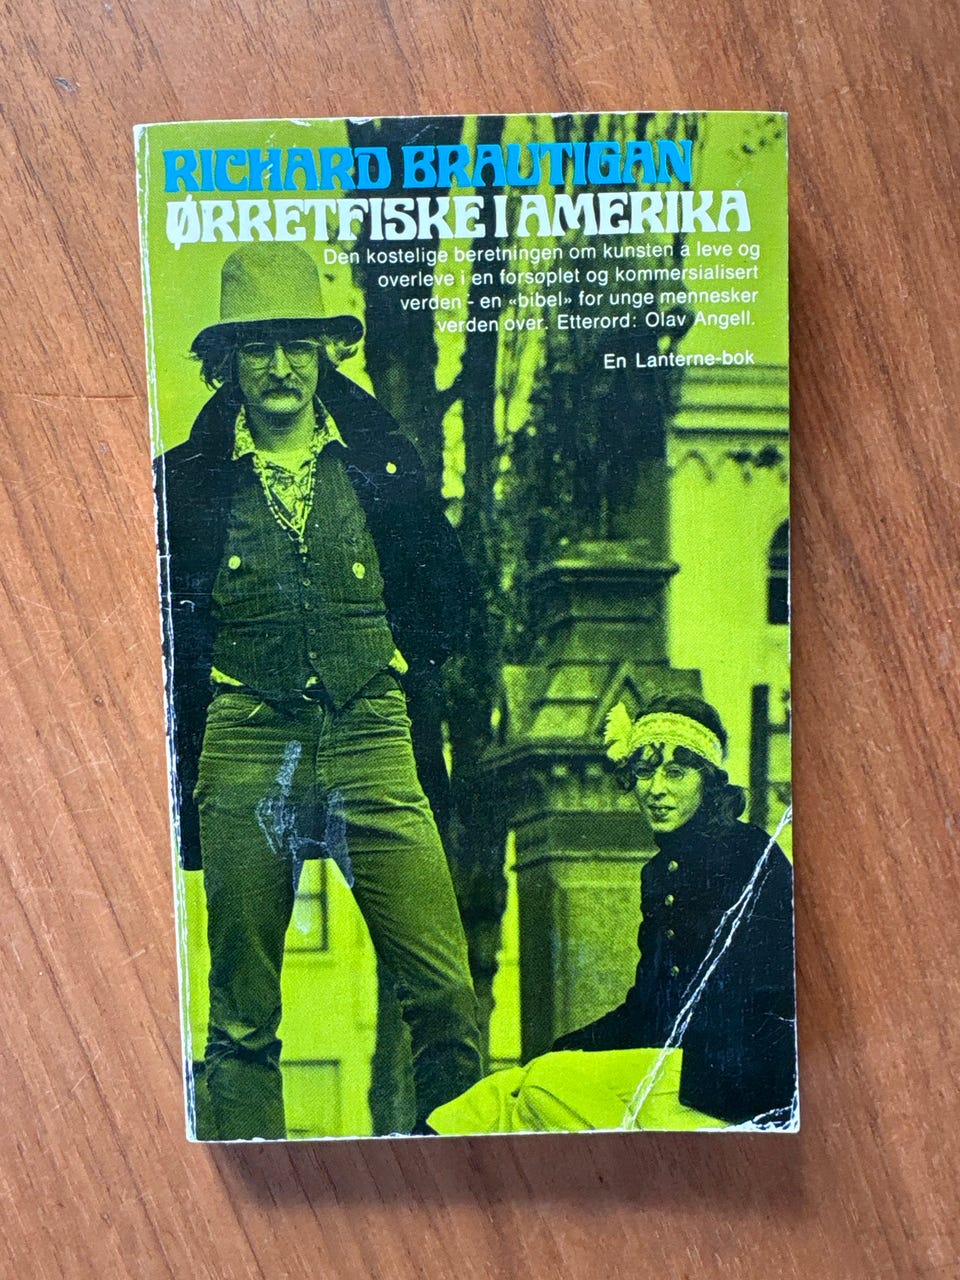 RICHARD BRAUTIGAN
ØRRETFISKE I AMERIKA
Den kostelige beretningen om kunsten å leve og
overleve i en forsøplet og kommersialisert
verden - en «bibel» for unge mennesker
verden over. Etterord: Olav Angell.
En Lanterne-bok